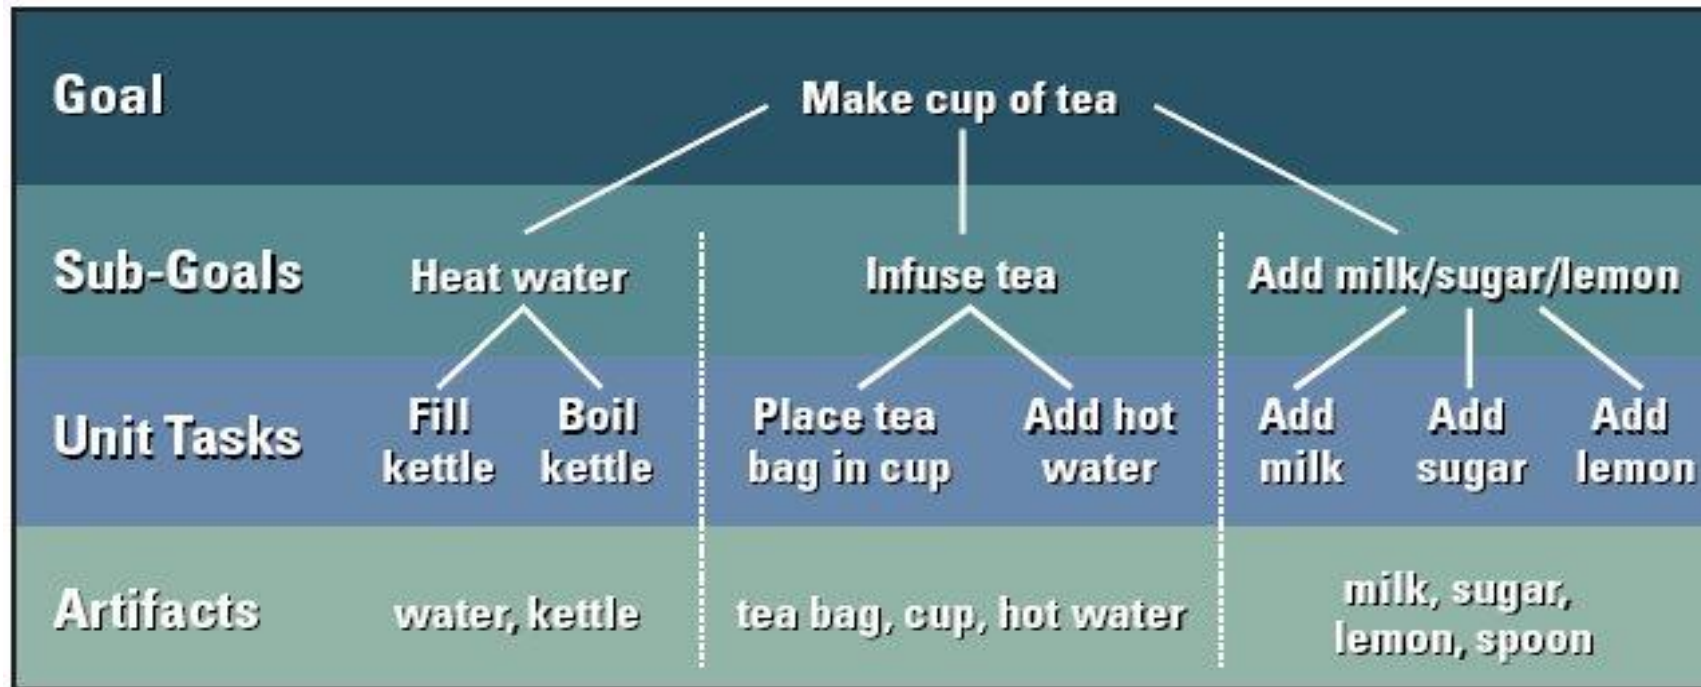 Goal
Make cup of tea
Sub-Goals
Heat water
Infuse tea
Add milk/sugar/lemon
Unit Tasks
Fill
kettle
Boil
kettle
Place tea
bag in cup
Add hot
water
Add
milk
Add
sugar
Add
lemon
Artifacts
water, kettle
tea bag, cup, hot water
milk, sugar,
lemon, spoon